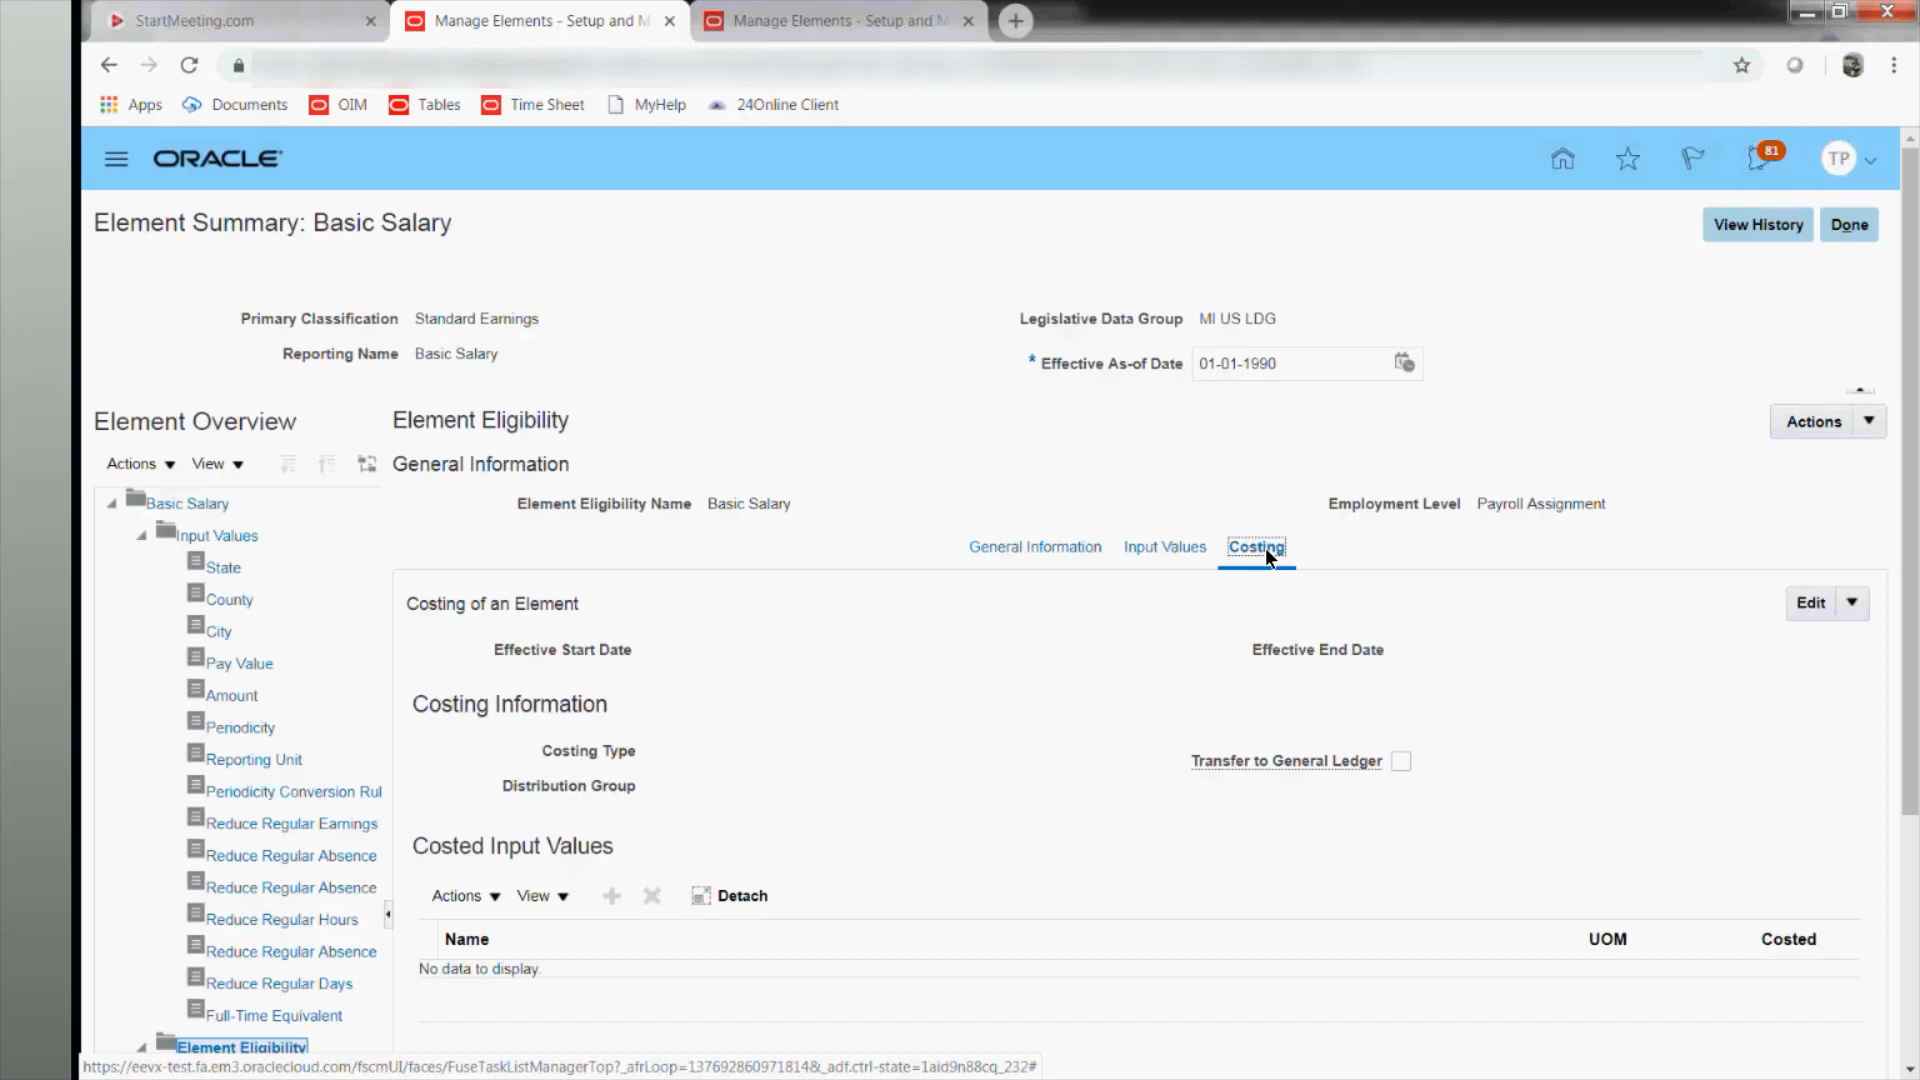 StartMeeting.com
Manage Elements - Setup and M
Manage Elements - Setup and M
Apps
Documents
OIM
Tables
Time Sheet
MyHelp
24Online Client
ORACLE
81
TP
Element Summary: Basic Salary
View History
Done
Primary Classification Standard Earnings
Legislative Data Group MI US LDG
Reporting Name Basic Salary
* Effective As-of Date 01-01-1990
Element Overview
Element Eligibility
Actions
Actions View
General Information
Basic Salary
Input Values
State
County
City
Pay Value
Amount
Periodicity
Reporting Unit
Periodicity Conversion Rul
Reduce Regular Earnings
Reduce Regular Absence
Reduce Regular Absence
Reduce Regular Hours
Reduce Regular Absence
Reduce Regular Days
Full-Time Equivalent
Element Eligibility
Element Eligibility Name Basic Salary
Employment Level Payroll Assignment
General Information Input Values Costing
Costing of an Element
Edit
Effective Start Date
Effective End Date
Costing Information
Costing Type
Transfer to General Ledger
Distribution Group
Costed Input Values
Actions View Detach
Name UOM Costed
No data to display.
https://eevx-test.fa.em3.oraclecloud.com/fscmUI/faces/FuseTaskListManagerTop?_afrLoop=137692860971814&_adf.ctrl-state=1aid9n88cq_232#